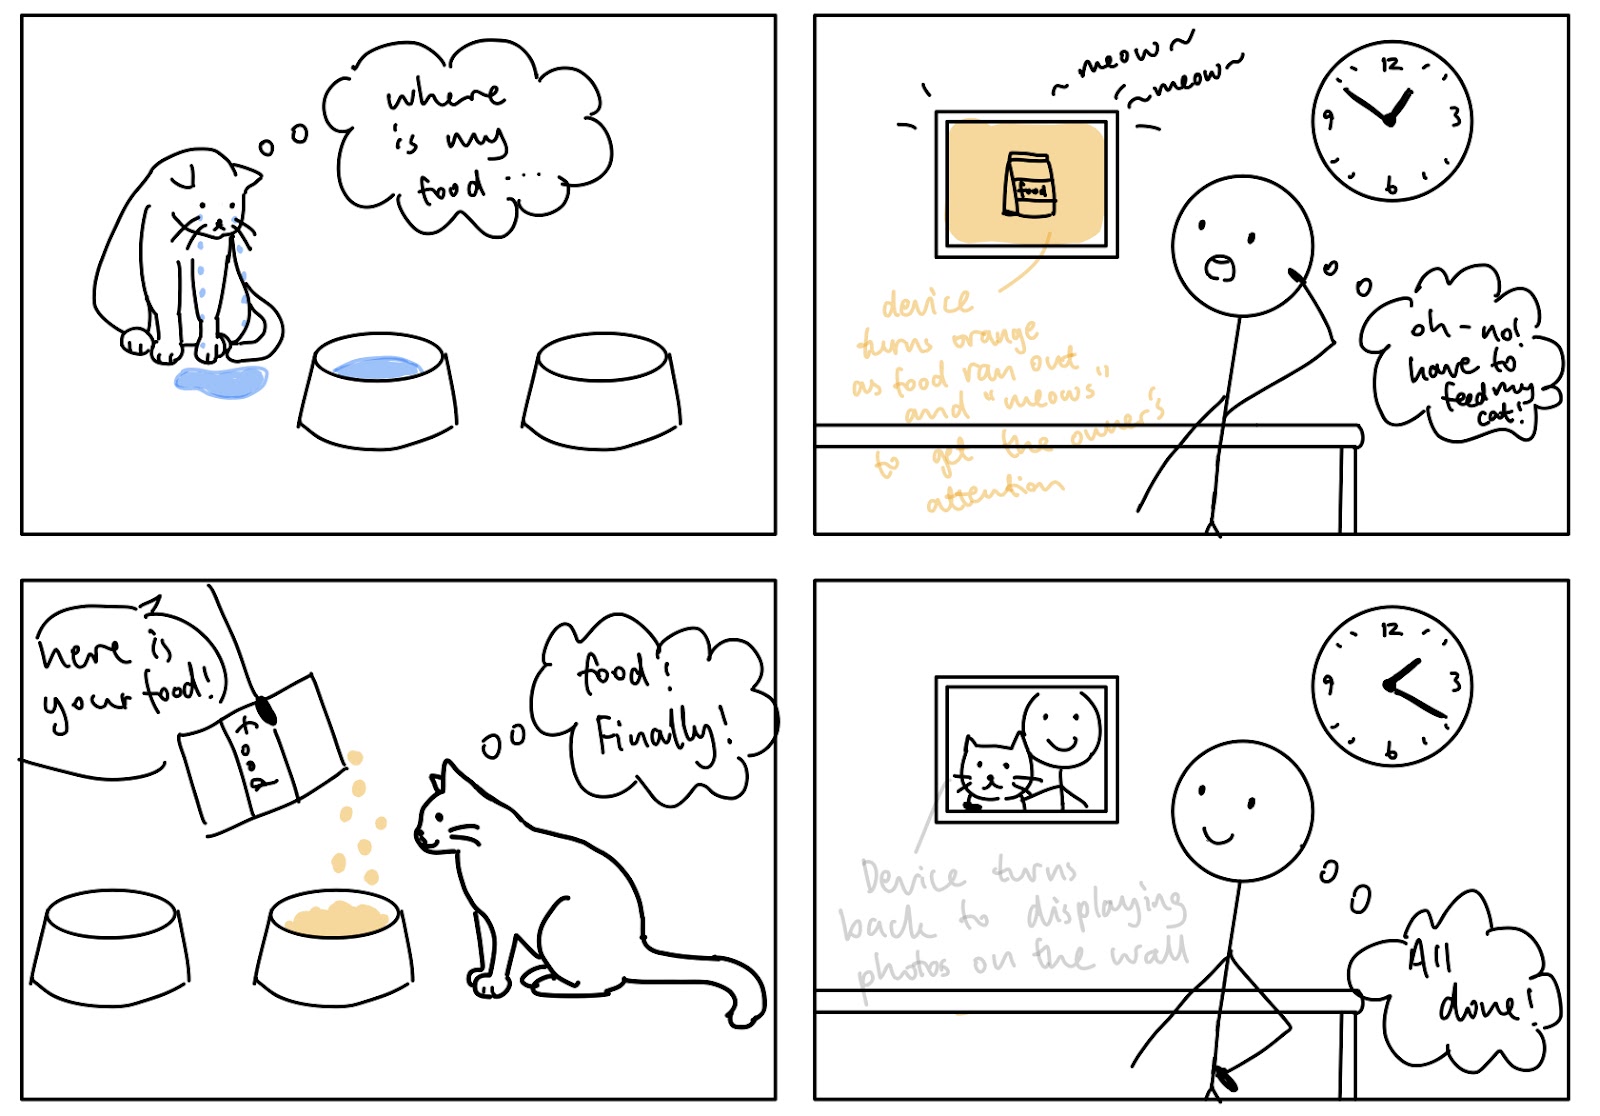 where
is my
food ....
~meow~
~meow~
12
9
3
6
food
device
turns orange
as food ran out
and "meows"
to get the owner's
attention
oh-no!
have to
feed my
cat!
here is
your food!
food
food!
Finally!
12
9
3
6
Device turns
back to displaying
photos on the wall
All
done!